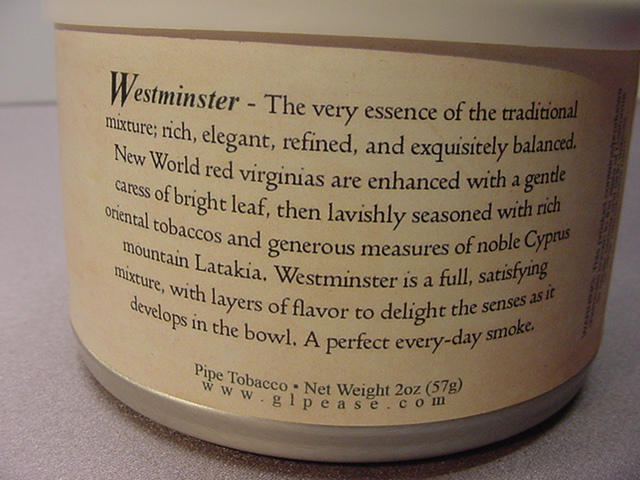 Westminster - The very essence of the traditional
mixture; rich, elegant, refined, and exquisitely balanced.
New World red virginias are enhanced with a gentle
caress of bright leaf, then lavishly seasoned with rich
oriental tobaccos and generous measures of noble Cyprus
mountain Latakia. Westminster is a full, satisfying
mixture, with layers of flavor to delight the senses as it
develops in the bowl. A perfect every-day smoke.
Pipe Tobacco ▪ Net Weight 2oz (57g)
www.glpease.com